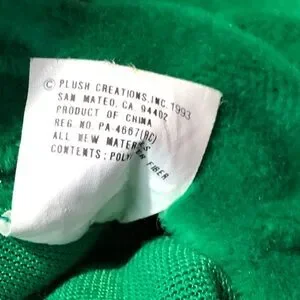 © PLUSH CREATIONS, INC. 1993
SAN MATEO, CA 94402
PRODUCT OF CHINA
REG NO. PA-4667(RC)
ALL NEW MATER
CONTENTS: POLY
ER FIBER